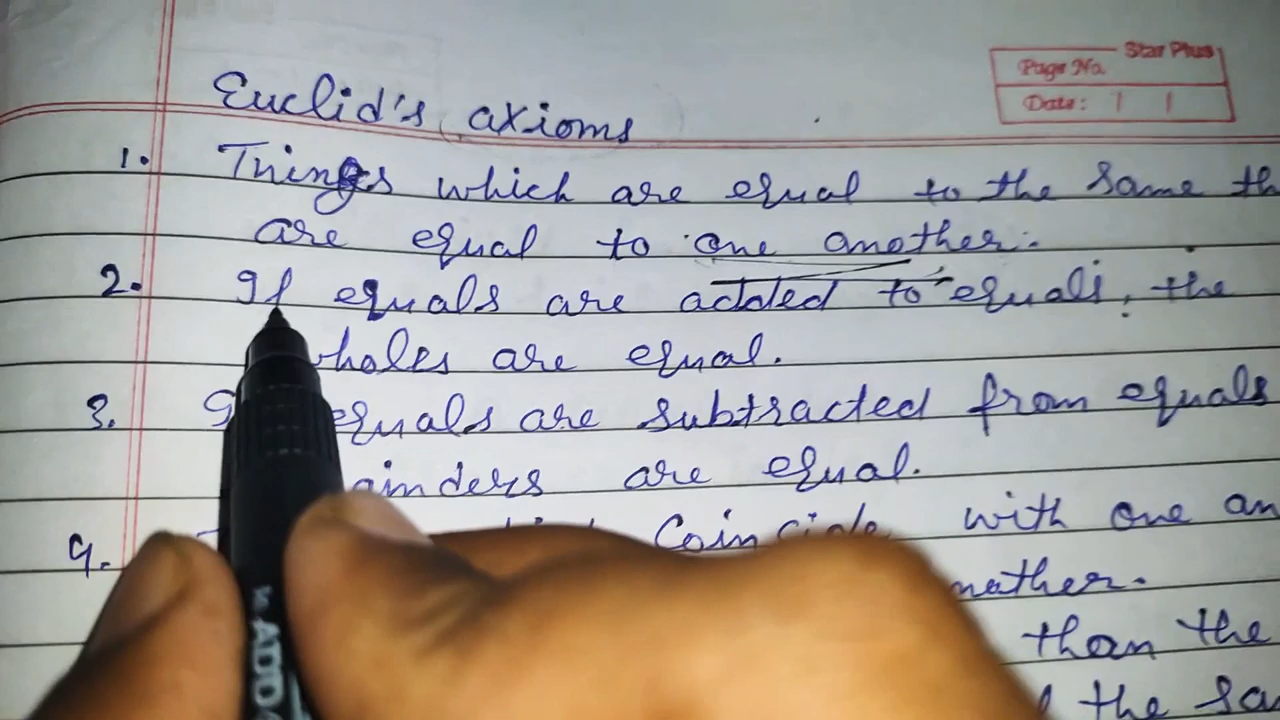 Star Plus
Page No.
Date:
Euclid's axioms
1. Things which are equal to the same th
are equal to one another.
2. If equals are added to equals, the
wholes are equal.
3. equals are subtracted from equals
are equal.
4. Coincide with one an
than the
the sa
ADD